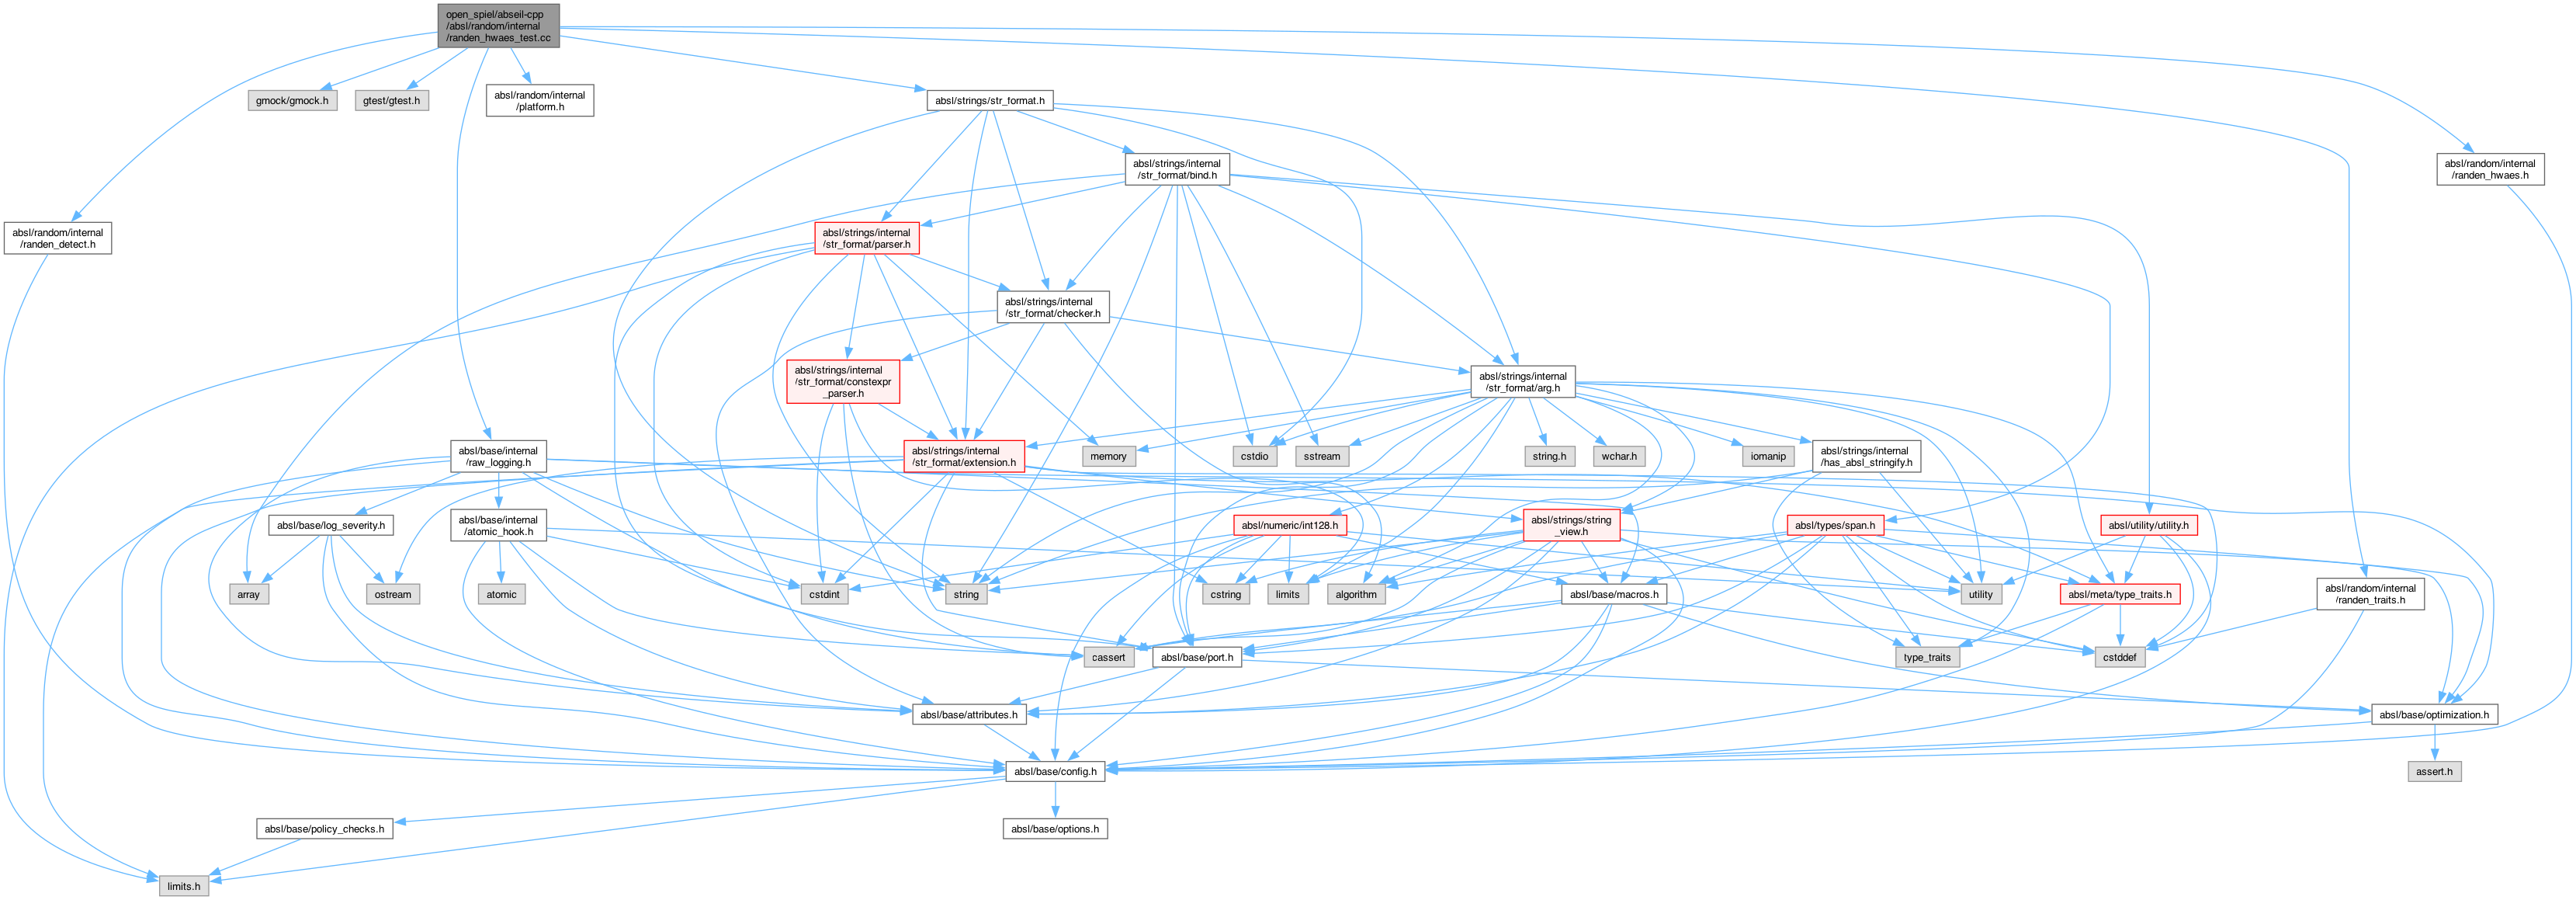 open_spiel/abseil-cpp
/absl/random/internal
/randen_hwaes_test.cc
gmock/gmock.h
gtest/gtest.h
absl/random/internal
/platform.h
absl/strings/str_format.h
absl/strings/internal
/str_format/bind.h
absl/random/internal
/randen_hwaes.h
absl/random/internal
/randen_detect.h
absl/strings/internal
/str_format/parser.h
absl/strings/internal
/str_format/checker.h
absl/strings/internal
/str_format/constexpr
_parser.h
absl/strings/internal
/str_format/arg.h
absl/base/internal
/raw_logging.h
absl/strings/internal
/str_format/extension.h
memory
cstdio
sstream
string.h
wchar.h
iomanip
absl/strings/internal
/has_absl_stringify.h
absl/base/log_severity.h
absl/base/internal
/atomic_hook.h
absl/numeric/int128.h
absl/strings/string
_view.h
absl/types/span.h
absl/utility/utility.h
array
ostream
atomic
cstdint
string
cstring
limits
algorithm
absl/base/macros.h
utility
absl/meta/type_traits.h
absl/random/internal
/randen_traits.h
cassert
absl/base/port.h
type_traits
cstddef
absl/base/attributes.h
absl/base/optimization.h
absl/base/config.h
assert.h
absl/base/policy_checks.h
absl/base/options.h
limits.h